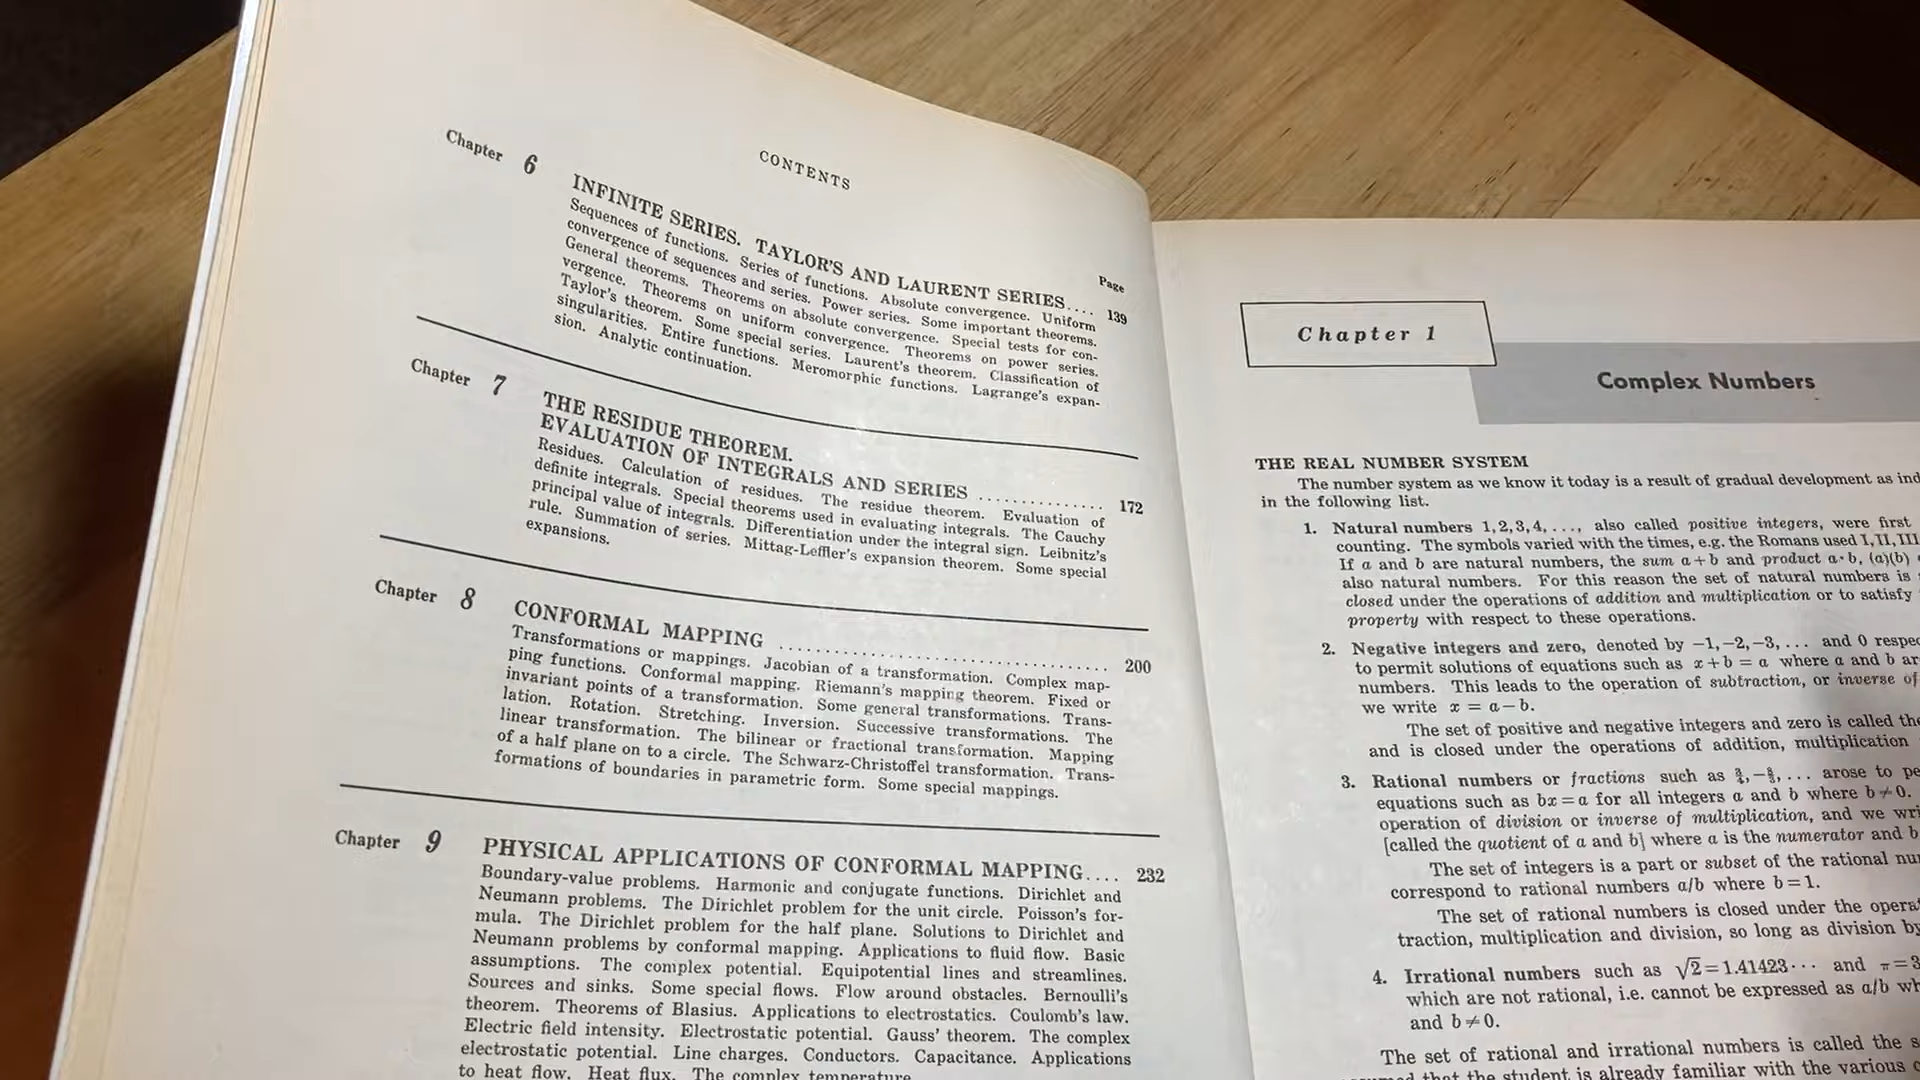 CONTENTS
Page
Chapter 6 INFINITE SERIES. TAYLOR'S AND LAURENT SERIES.... 139
Sequences of functions. Series of functions. Absolute convergence. Uniform
convergence of sequences and series. Power series. Some important theorems.
General theorems. Theorems on absolute convergence. Special tests for con-
vergence. Theorems on uniform convergence. Theorems on power series.
Taylor's theorem. Some special series. Laurent's theorem. Classification of
singularities. Entire functions. Meromorphic functions. Lagrange's expan-
sion. Analytic continuation.
Chapter 7 THE RESIDUE THEOREM.
EVALUATION OF INTEGRALS AND SERIES .............. 172
Residues. Calculation of residues. The residue theorem. Evaluation of
definite integrals. Special theorems used in evaluating integrals. The Cauchy
principal value of integrals. Differentiation under the integral sign. Leibnitz's
rule. Summation of series. Mittag-Leffler's expansion theorem. Some special
expansions.
Chapter 8 CONFORMAL MAPPING .................................... 200
Transformations or mappings. Jacobian of a transformation. Complex map-
ping functions. Conformal mapping. Riemann's mapping theorem. Fixed or
invariant points of a transformation. Some general transformations. Trans-
lation. Rotation. Stretching. Inversion. Successive transformations. The
linear transformation. The bilinear or fractional transformation. Mapping
of a half plane on to a circle. The Schwarz-Christoffel transformation. Trans-
formations of boundaries in parametric form. Some special mappings.
Chapter 9 PHYSICAL APPLICATIONS OF CONFORMAL MAPPING.... 232
Boundary-value problems. Harmonic and conjugate functions. Dirichlet and
Neumann problems. The Dirichlet problem for the unit circle. Poisson's for-
mula. The Dirichlet problem for the half plane. Solutions to Dirichlet and
Neumann problems by conformal mapping. Applications to fluid flow. Basic
assumptions. The complex potential. Equipotential lines and streamlines.
Sources and sinks. Some special flows. Flow around obstacles. Bernoulli's
theorem. Theorems of Blasius. Applications to electrostatics. Coulomb's law.
Electric field intensity. Electrostatic potential. Gauss' theorem. The complex
electrostatic potential. Line charges. Conductors. Capacitance. Applications
to heat flow. Heat flux. The complex temperature.
Chapter 1
Complex Numbers
THE REAL NUMBER SYSTEM
The number system as we know it today is a result of gradual development as ind
in the following list.
1. Natural numbers 1, 2, 3, 4, ..., also called positive integers, were first
counting. The symbols varied with the times, e.g. the Romans used I, II, III
If a and b are natural numbers, the sum a + b and product a·b, (a)(b)
also natural numbers. For this reason the set of natural numbers is
closed under the operations of addition and multiplication or to satisfy
property with respect to these operations.
2. Negative integers and zero, denoted by −1, −2, −3, ... and 0 respec
to permit solutions of equations such as x + b = a where a and b ar
numbers. This leads to the operation of subtraction, or inverse of
we write x = a − b.
The set of positive and negative integers and zero is called the
and is closed under the operations of addition, multiplication
3. Rational numbers or fractions such as ... arose to pe
equations such as bx = a for all integers a and b where b ≠ 0.
operation of division or inverse of multiplication, and we wri
[called the quotient of a and b] where a is the numerator and b
The set of integers is a part or subset of the rational nu
correspond to rational numbers a/b where b = 1.
The set of rational numbers is closed under the opera
traction, multiplication and division, so long as division by
4. Irrational numbers such as √2 = 1.41423··· and π = 3
which are not rational, i.e. cannot be expressed as a/b wh
and b ≠ 0.
The set of rational and irrational numbers is called the s
that the student is already familiar with the various